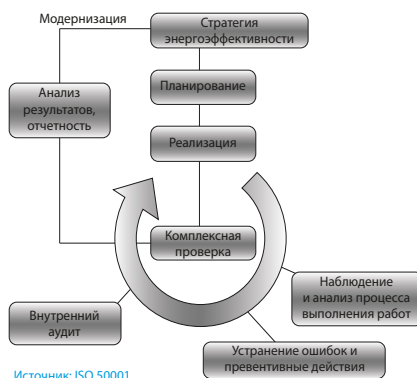 Модернизация
Стратегия
энергоэффективности
Планирование
Анализ
результатов,
отчетность
Реализация
Комплексная
проверка
Наблюдение
и анализ процесса
выполнения работ
Внутренний
аудит
Устранение ошибок и
превентивные действия
Источник: ISO 50001